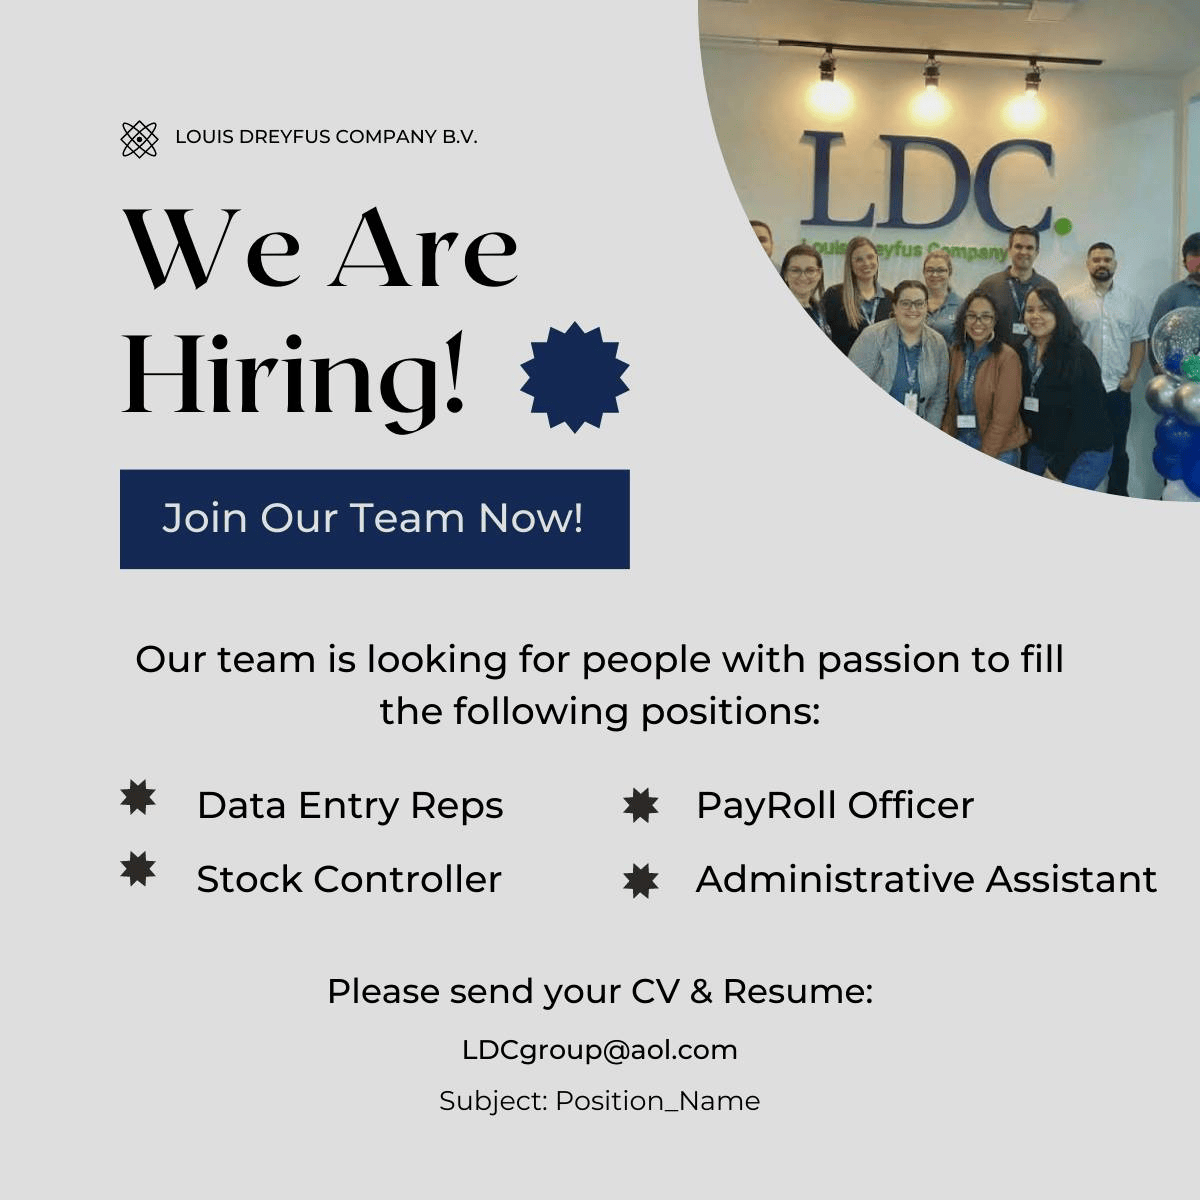 LOUIS DREYFUS COMPANY B.V.
LDC.
Louis Dreyfus Company
We Are
Hiring!
Join Our Team Now!
Our team is looking for people with passion to fill
the following positions:
Data Entry Reps
PayRoll Officer
Stock Controller
Administrative Assistant
Please send your CV & Resume:
LDCgroup@aol.com
Subject: Position_Name